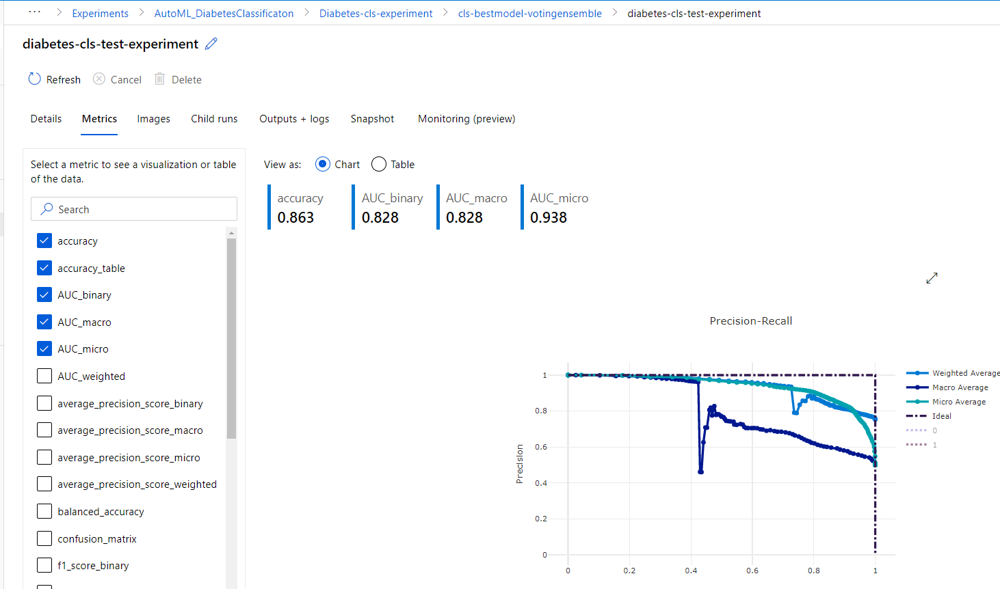 ··· > Experiments > AutoML_DiabetesClassificaton > Diabetes-cls-experiment > cls-bestmodel-votingensemble > diabetes-cls-test-experiment
diabetes-cls-test-experiment
Refresh Cancel Delete
Details Metrics Images Child runs Outputs + logs Snapshot Monitoring (preview)
Select a metric to see a visualization or table
of the data.
Search
accuracy
accuracy_table
AUC_binary
AUC_macro
AUC_micro
AUC_weighted
average_precision_score_binary
average_precision_score_macro
average_precision_score_micro
average_precision_score_weighted
balanced_accuracy
confusion_matrix
f1_score_binary
View as: Chart Table
accuracy AUC_binary AUC_macro AUC_micro
0.863 0.828 0.828 0.938
Precision-Recall
Precision
1
0.8
0.6
0.4
0.2
0
0 0.2 0.4 0.6 0.8 1
Weighted Average
Macro Average
Micro Average
Ideal
0
1